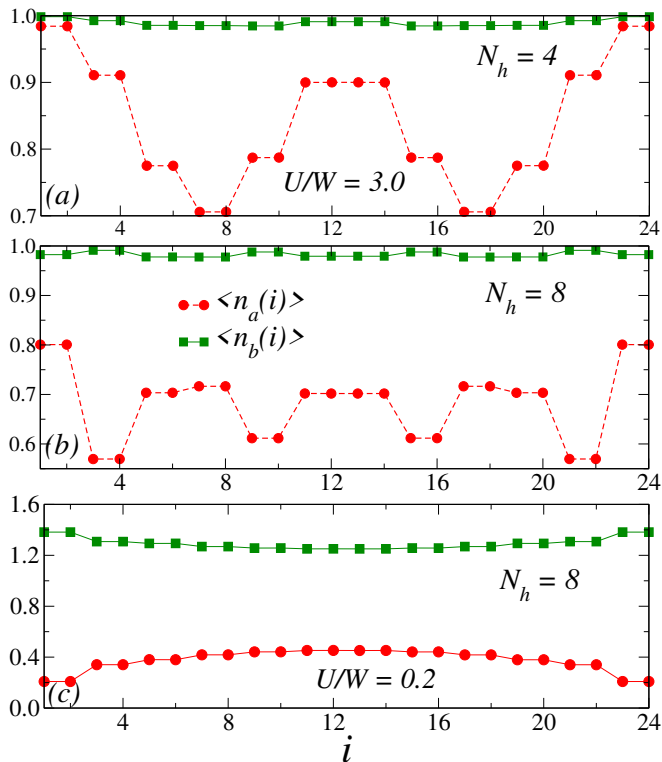 1.0
N_h = 4
0.9
0.8
U/W = 3.0
(a)
0.7
4 8 12 16 20 24
1.0
<n_a(i)>
N_h = 8
0.9
<n_b(i)>
0.8
0.7
0.6
(b)
4 8 12 16 20 24
1.6
1.2
N_h = 8
0.8
0.4
U/W = 0.2
(c)
0.0
4 8 12 16 20 24
i